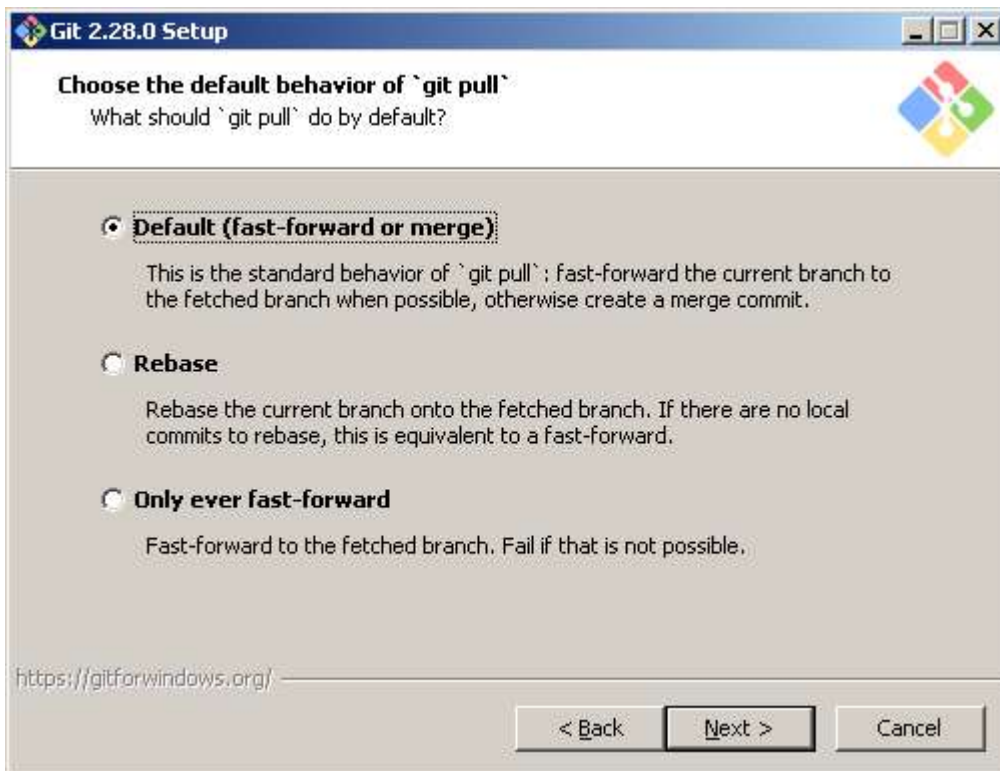 Git 2.28.0 Setup
Choose the default behavior of `git pull`
What should `git pull` do by default?
Default (fast-forward or merge)
This is the standard behavior of `git pull`: fast-forward the current branch to
the fetched branch when possible, otherwise create a merge commit.
Rebase
Rebase the current branch onto the fetched branch. If there are no local
commits to rebase, this is equivalent to a fast-forward.
Only ever fast-forward
Fast-forward to the fetched branch. Fail if that is not possible.
https://gitforwindows.org/
< Back
Next >
Cancel